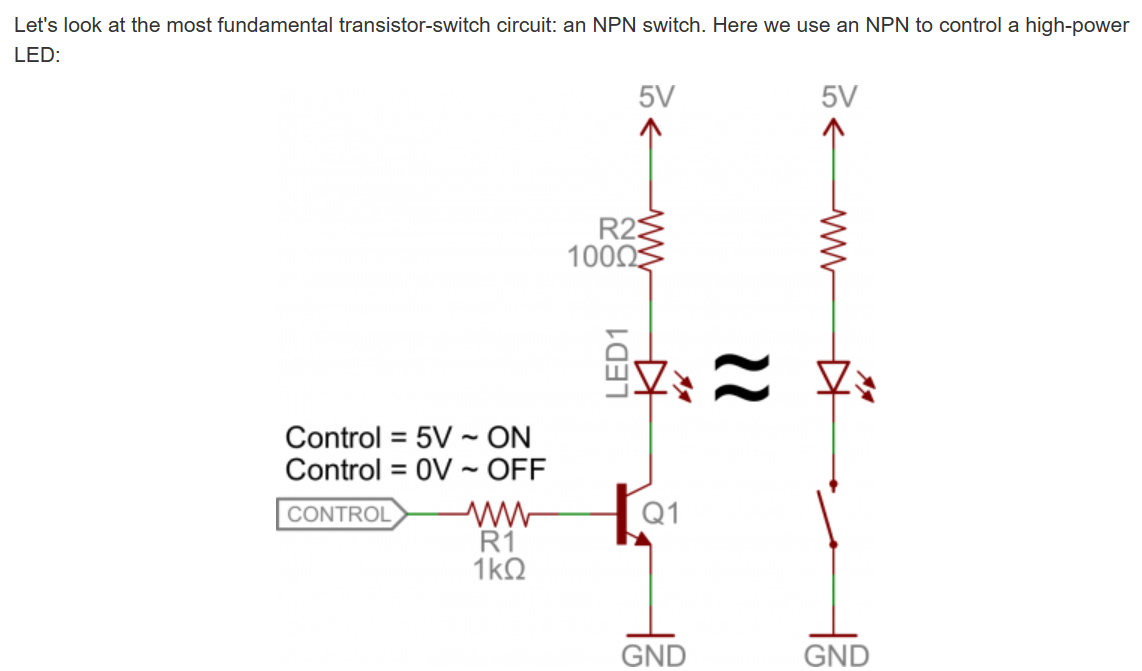 Let's look at the most fundamental transistor-switch circuit: an NPN switch. Here we use an NPN to control a high-power
LED:
5V
5V
R2
100Ω
LED1
Control = 5V ~ ON
Control = 0V ~ OFF
CONTROL
Q1
R1
1kΩ
GND
GND